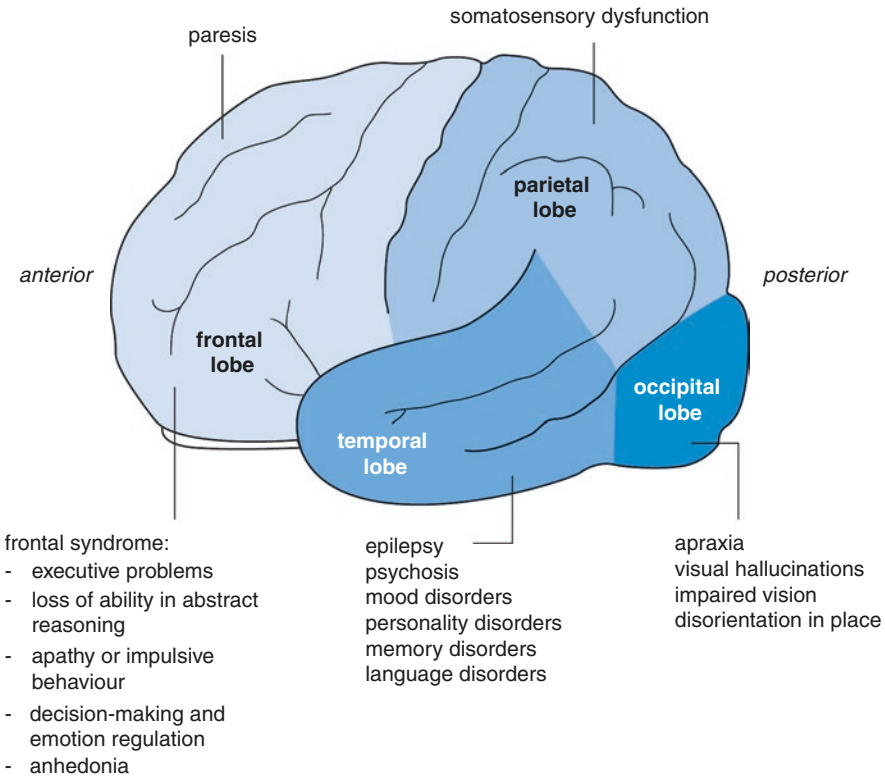 somatosensory dysfunction
paresis
parietal
lobe
anterior
posterior
frontal
lobe
occipital
lobe
temporal
lobe
frontal syndrome:
- executive problems
- loss of ability in abstract
reasoning
- apathy or impulsive
behaviour
- decision-making and
emotion regulation
- anhedonia
epilepsy
psychosis
mood disorders
personality disorders
memory disorders
language disorders
apraxia
visual hallucinations
impaired vision
disorientation in place